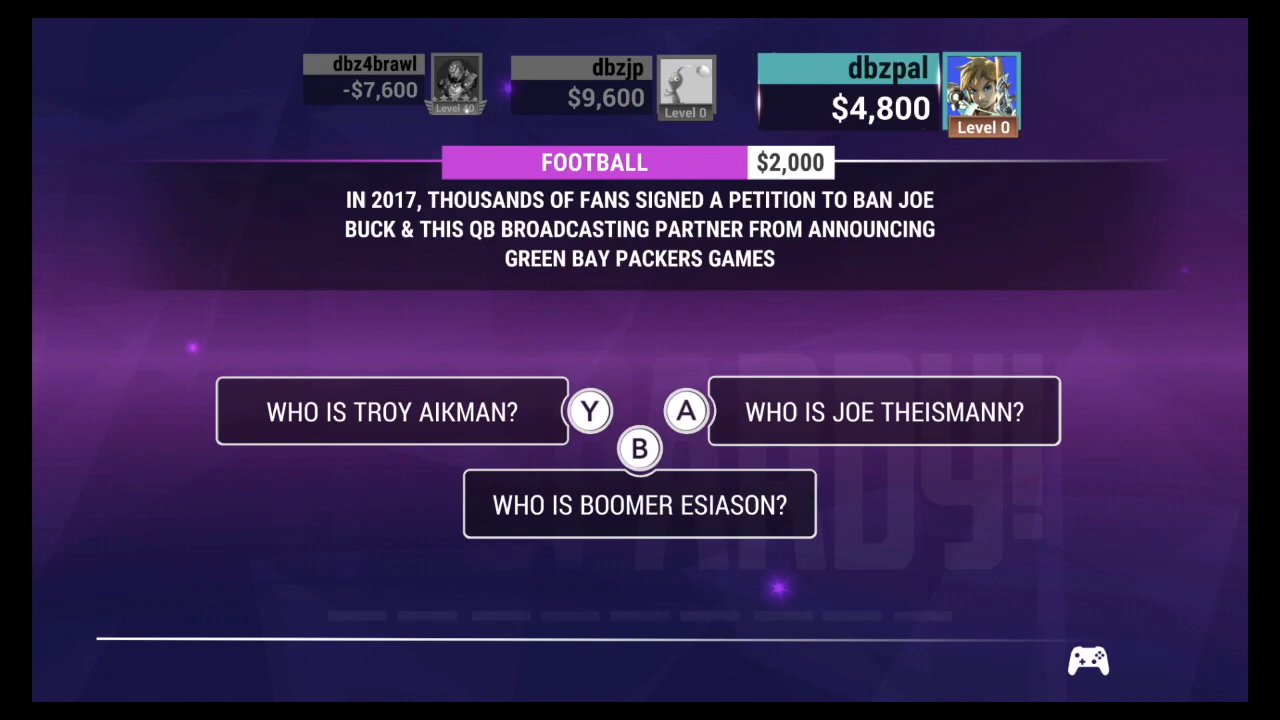 dbz4brawl
-$7,600
Level 40
dbzjp
$9,600
Level 0
dbzpal
$4,800
Level 0
FOOTBALL $2,000
IN 2017, THOUSANDS OF FANS SIGNED A PETITION TO BAN JOE
BUCK & THIS QB BROADCASTING PARTNER FROM ANNOUNCING
GREEN BAY PACKERS GAMES
WHO IS TROY AIKMAN? Y A WHO IS JOE THEISMANN?
B
WHO IS BOOMER ESIASON?